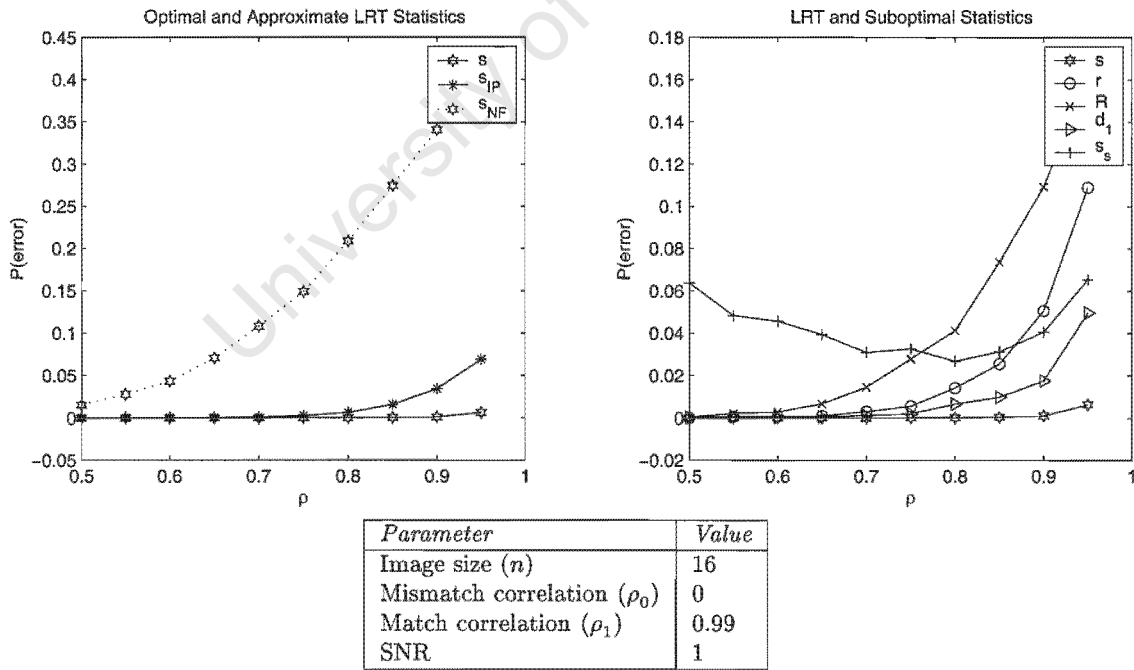 Optimal and Approximate LRT Statistics
0.45
0.4
0.35
0.3
0.25
0.2
0.15
0.1
0.05
0
-0.05
P(error)
0.5 0.6 0.7 0.8 0.9 1
ρ
s
s_IP
s_NF
LRT and Suboptimal Statistics
0.18
0.16
0.14
0.12
0.1
0.08
0.06
0.04
0.02
0
-0.02
P(error)
0.5 0.6 0.7 0.8 0.9 1
ρ
s
r
R
d_1
s_s
University of
Parameter Value
Image size (n) 16
Mismatch correlation (ρ₀) 0
Match correlation (ρ₁) 0.99
SNR 1